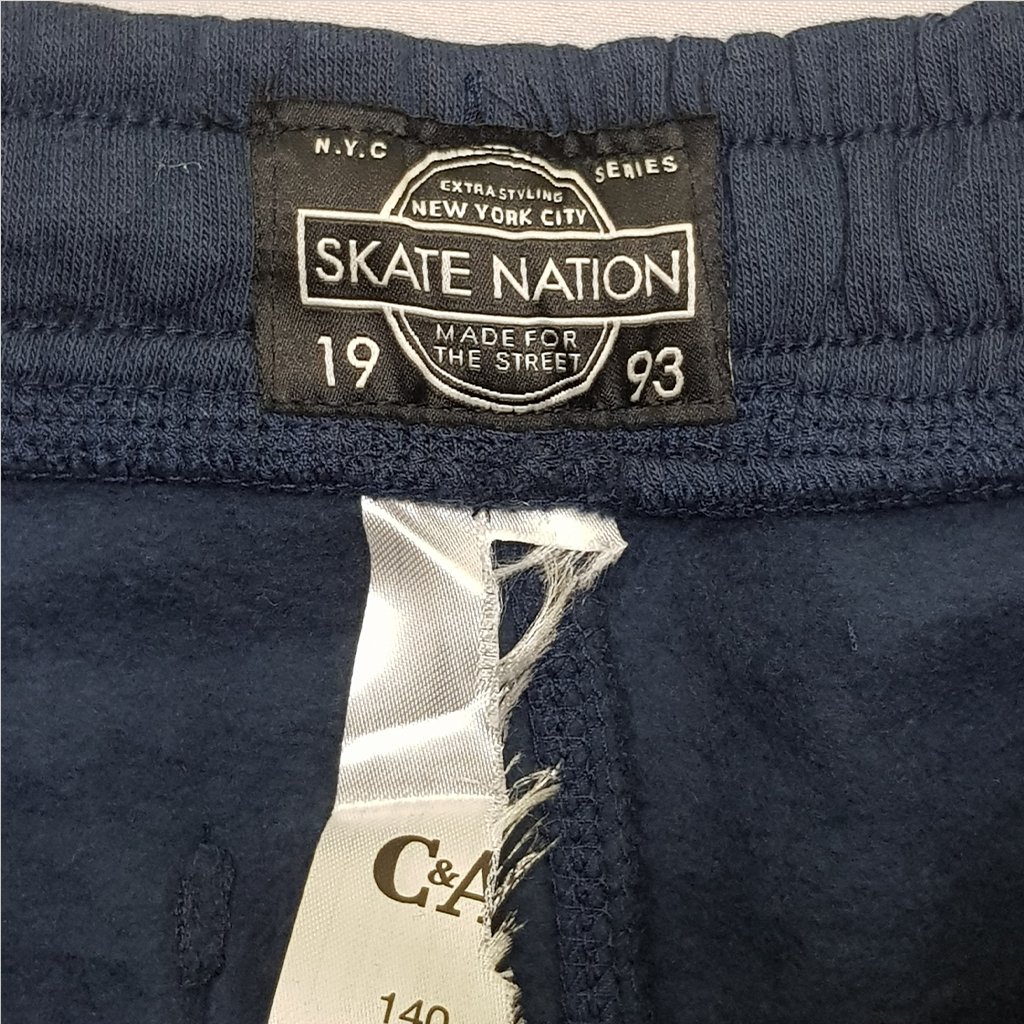 N.Y.C
SERIES
EXTRA STYLING
NEW YORK CITY
SKATE NATION
MADE FOR
THE STREET
19
93
C&A
140